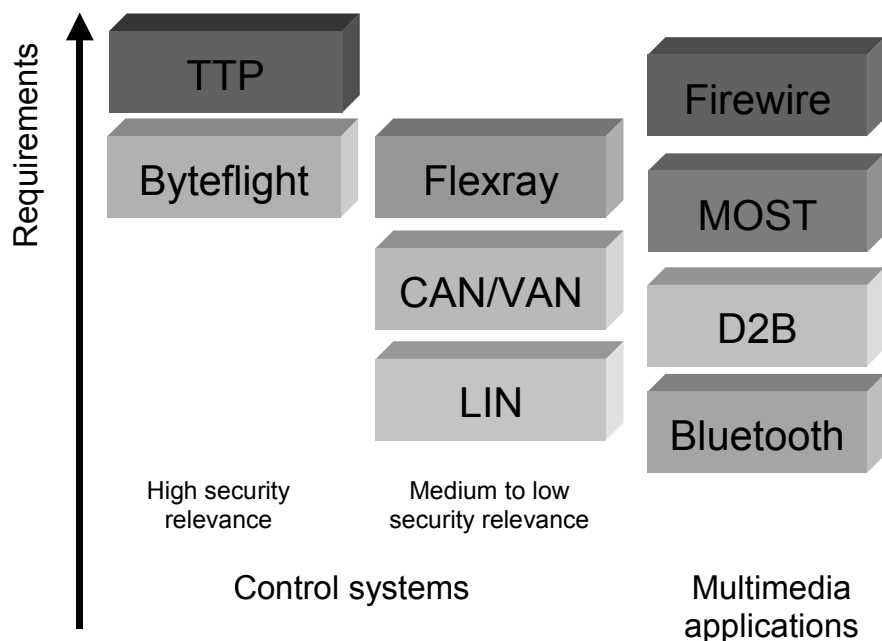 Requirements
TTP
Byteflight
Flexray
CAN/VAN
LIN
Firewire
MOST
D2B
Bluetooth
High security
relevance
Medium to low
security relevance
Control systems
Multimedia
applications